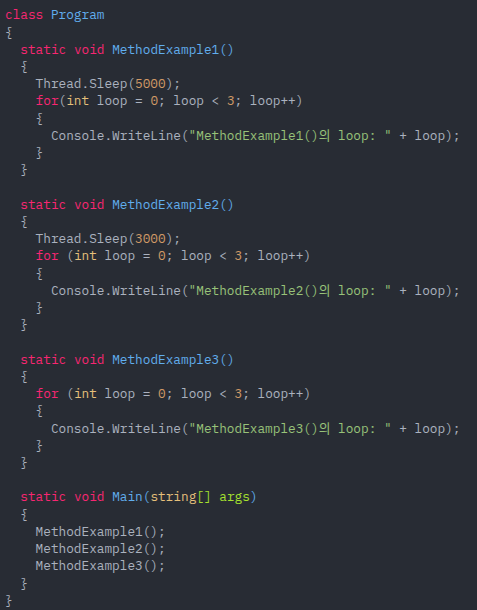 class Program
{
  static void MethodExample1()
  {
    Thread.Sleep(5000);
    for(int loop = 0; loop < 3; loop++)
    {
      Console.WriteLine("MethodExample1()의 loop: " + loop);
    }
  }

  static void MethodExample2()
  {
    Thread.Sleep(3000);
    for (int loop = 0; loop < 3; loop++)
    {
      Console.WriteLine("MethodExample2()의 loop: " + loop);
    }
  }

  static void MethodExample3()
  {
    for (int loop = 0; loop < 3; loop++)
    {
      Console.WriteLine("MethodExample3()의 loop: " + loop);
    }
  }

  static void Main(string[] args)
  {
    MethodExample1();
    MethodExample2();
    MethodExample3();
  }
}